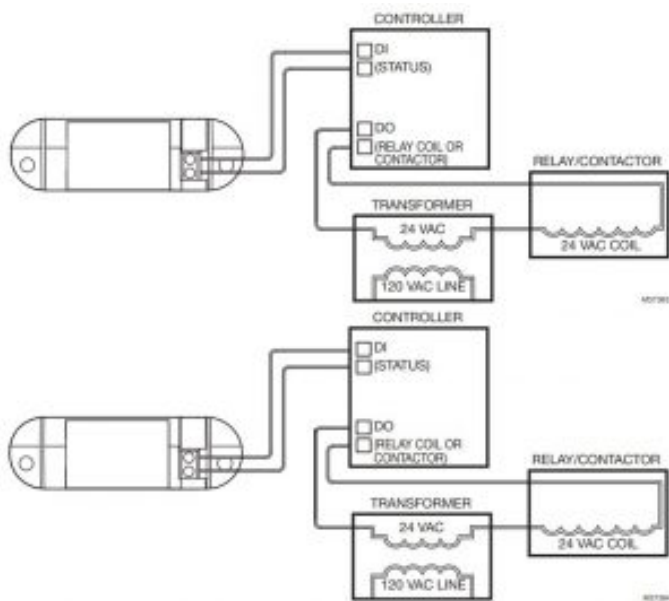 CONTROLLER
DI
(STATUS)
DO
(RELAY COIL OR
CONTACTOR)
RELAY/CONTACTOR
TRANSFORMER
24 VAC
24 VAC COIL
120 VAC LINE
CONTROLLER
DI
(STATUS)
DO
(RELAY COIL OR
CONTACTOR)
RELAY/CONTACTOR
TRANSFORMER
24 VAC
24 VAC COIL
120 VAC LINE